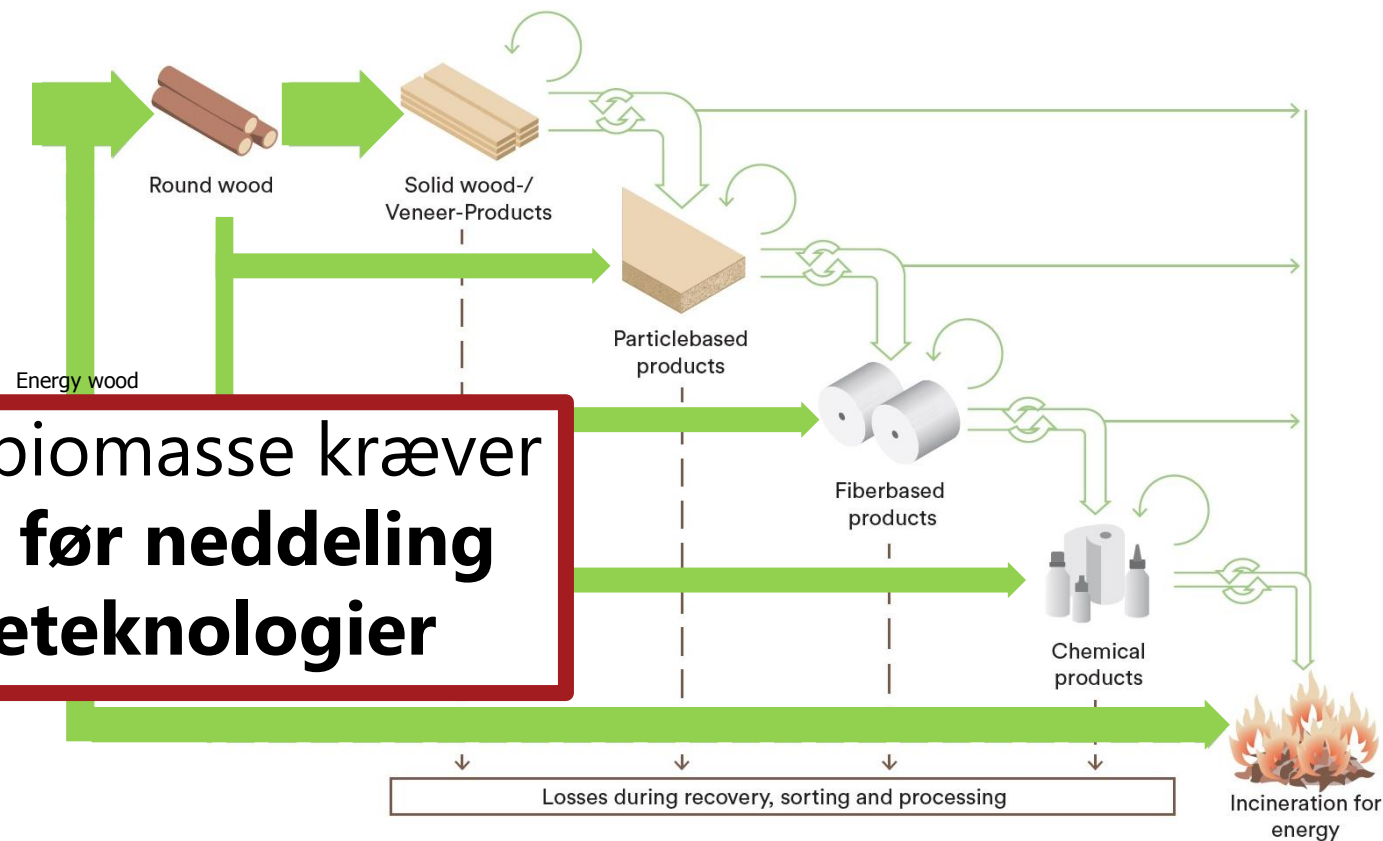 Round wood
Solid wood-/
Veneer-Products
Particlebased
products
Energy wood
biomasse kræver
før neddeling
eteknologier
Fiberbased
products
Chemical
products
Losses during recovery, sorting and processing
Incineration for
energy